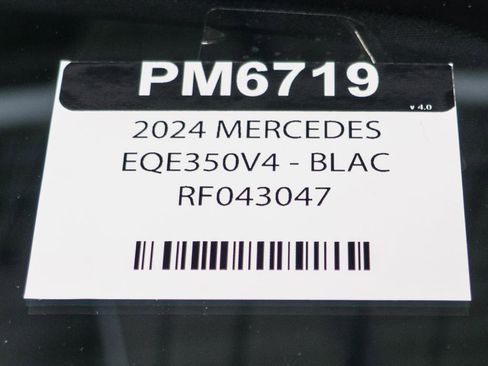 PM6719
v 4.0
2024 MERCEDES
EQE350V4 - BLAC
RF043047